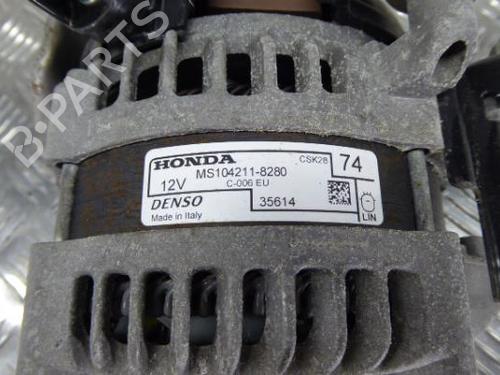 B-PARTS
HONDA
CSK28
74
12V
MS104211-8280
C-006 EU
DENSO
35614
Made in Italy
LIN